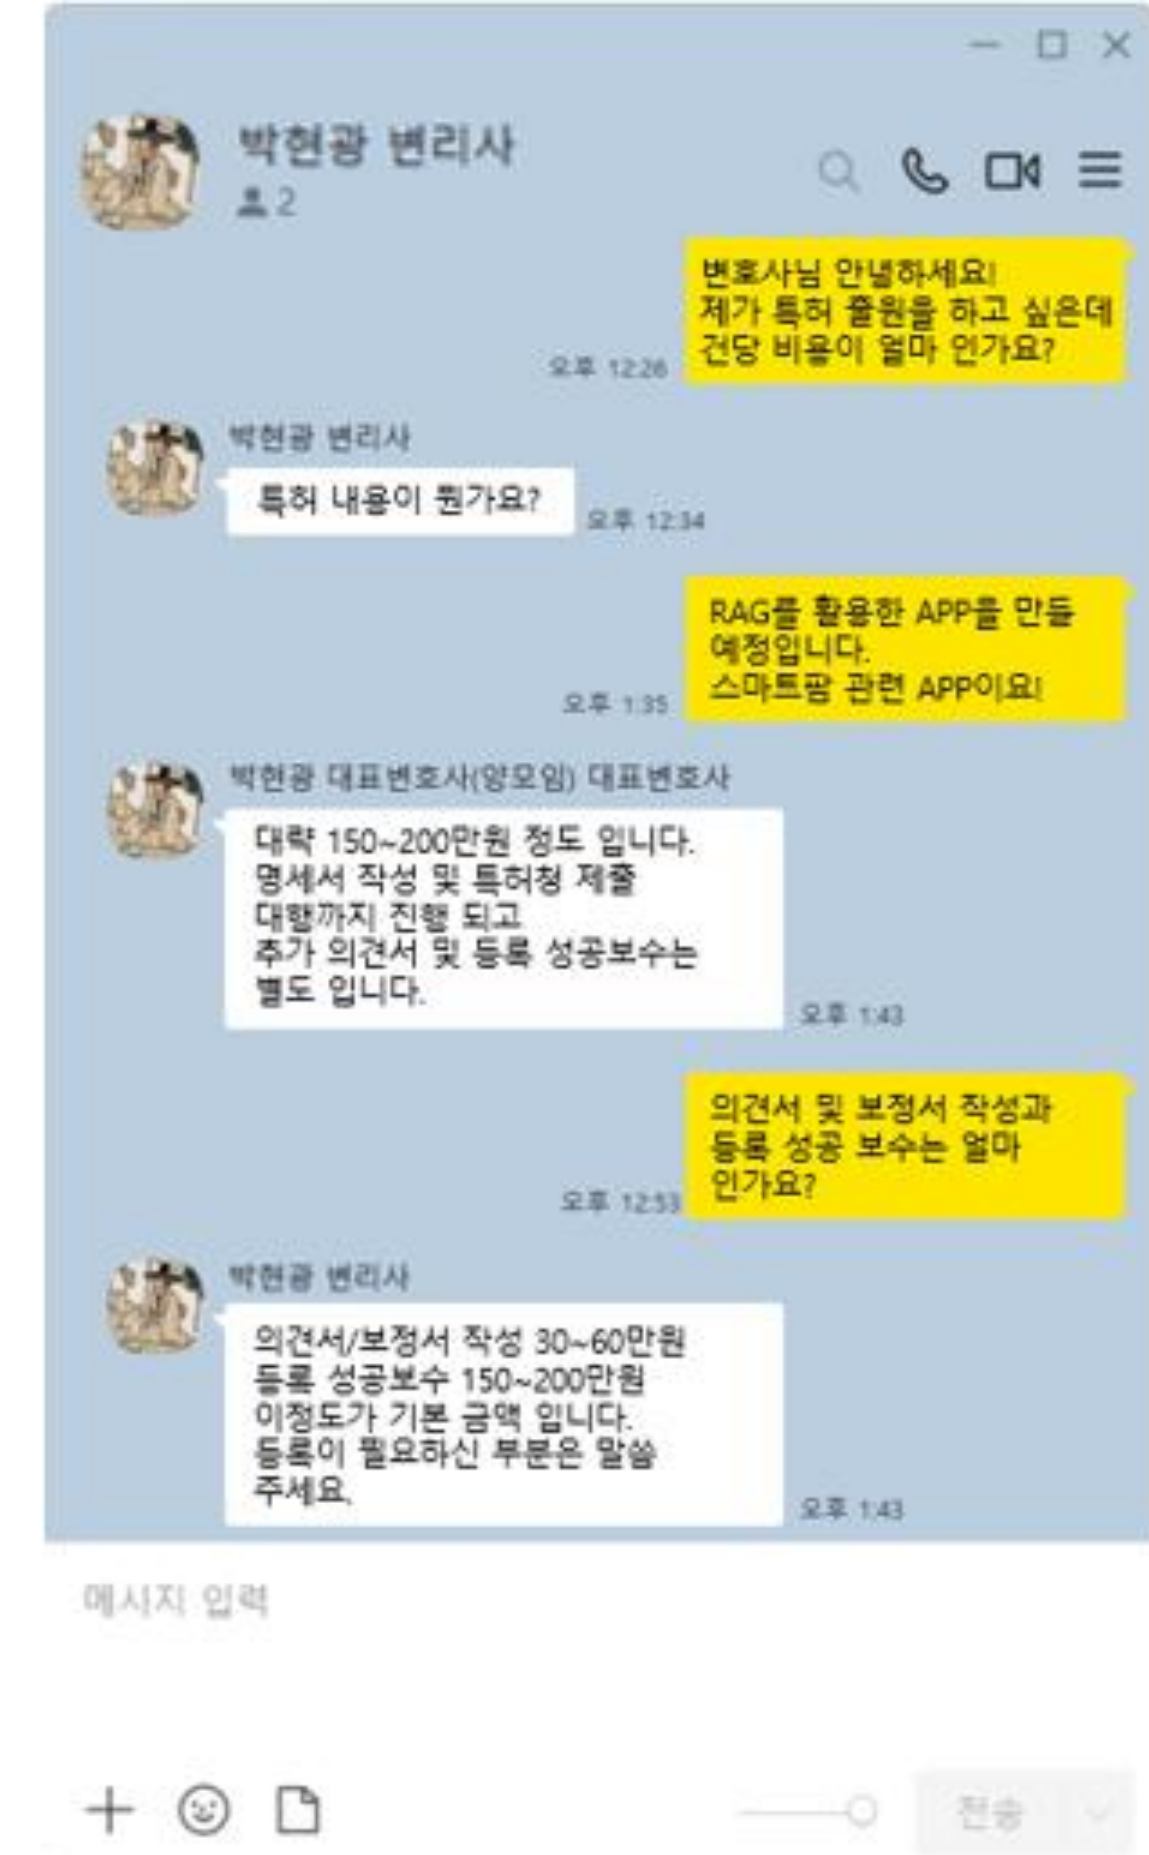 박현광 변리사
2
변호사님 안녕하세요!
제가 특허 출원을 하고 싶은데
건당 비용이 얼마 인가요?
오후 12:26
박현광 변리사
특허 내용이 뭔가요?
오후 12:34
RAG를 활용한 APP을 만들
예정입니다.
스마트팜 관련 APP이요!
오후 1:35
박현광 대표변호사(양모임) 대표변호사
대략 150~200만원 정도 입니다.
명세서 작성 및 특허청 제출
대행까지 진행 되고
추가 의견서 및 등록 성공보수는
별도 입니다.
오후 1:43
의견서 및 보정서 작성과
등록 성공 보수는 얼마
인가요?
오후 12:53
박현광 변리사
의견서/보정서 작성 30~60만원
등록 성공보수 150~200만원
이정도가 기본 금액 입니다.
등록이 필요하신 부분은 말씀
주세요.
오후 1:43
메시지 입력
전송